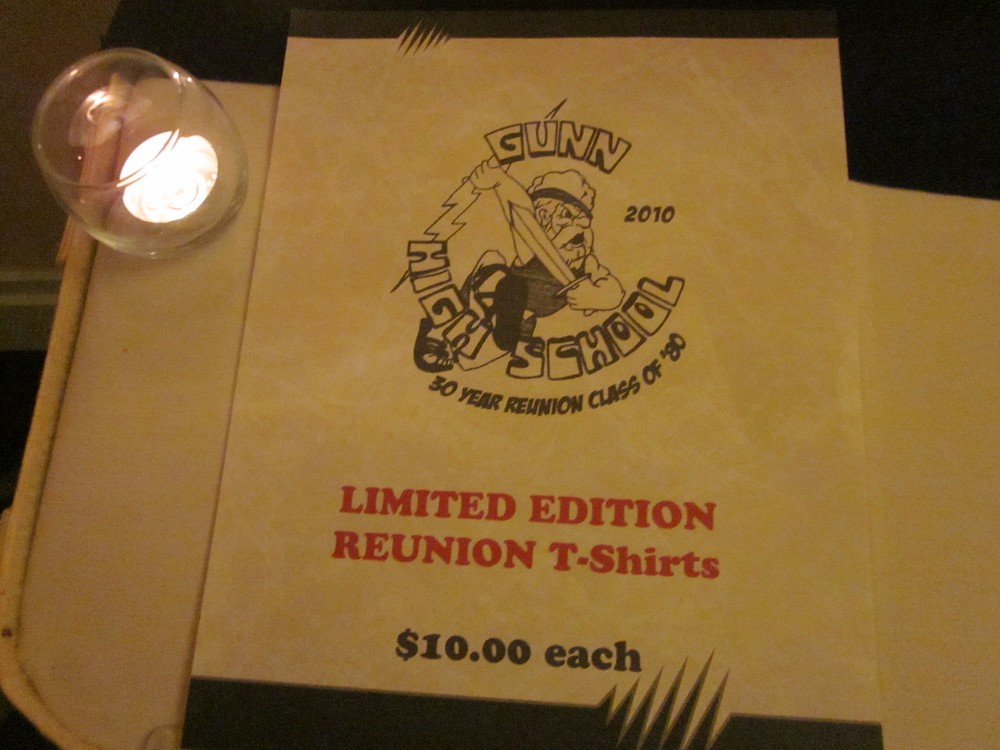 GUNN
2010
HIGH SCHOOL
30 YEAR REUNION CLASS OF '80
LIMITED EDITION
REUNION T-Shirts
$10.00 each